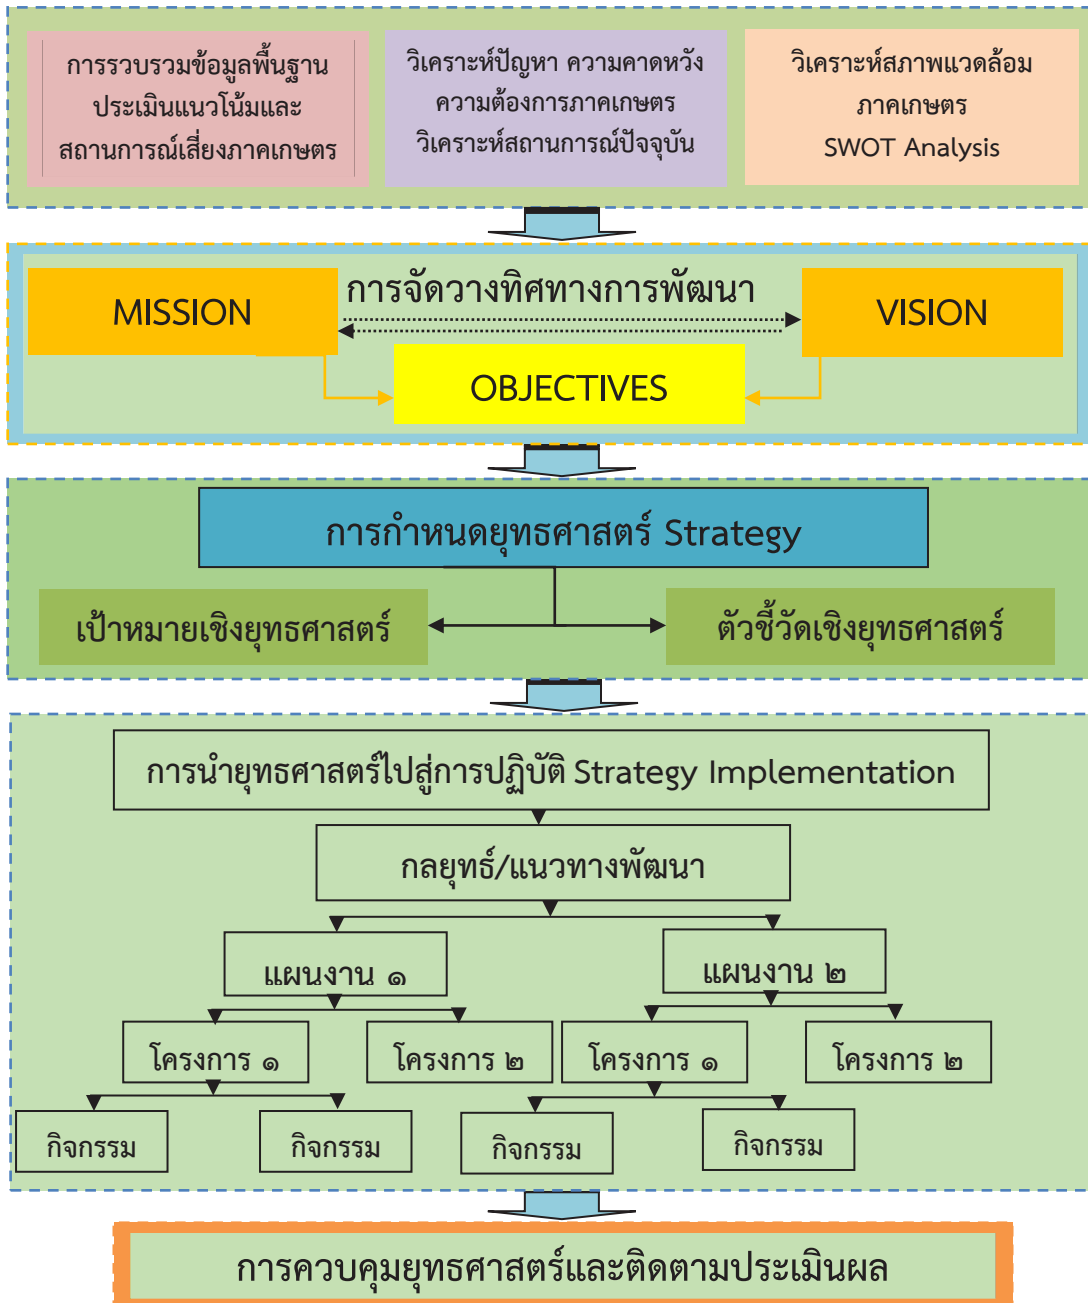 การรวบรวมข้อมูลพื้นฐาน
ประเมินแนวโน้มและ
สถานการณ์เสี่ยงภาคเกษตร
วิเคราะห์ปัญหา ความคาดหวัง
ความต้องการภาคเกษตร
วิเคราะห์สถานการณ์ปัจจุบัน
วิเคราะห์สภาพแวดล้อม
ภาคเกษตร
SWOT Analysis
การจัดวางทิศทางการพัฒนา
MISSION
VISION
OBJECTIVES
การกำหนดยุทธศาสตร์ Strategy
เป้าหมายเชิงยุทธศาสตร์
ตัวชี้วัดเชิงยุทธศาสตร์
การนำยุทธศาสตร์ไปสู่การปฏิบัติ Strategy Implementation
กลยุทธ์/แนวทางพัฒนา
แผนงาน ๑
แผนงาน ๒
โครงการ ๑
โครงการ ๒
โครงการ ๑
โครงการ ๒
กิจกรรม
กิจกรรม
กิจกรรม
กิจกรรม
การควบคุมยุทธศาสตร์และติดตามประเมินผล